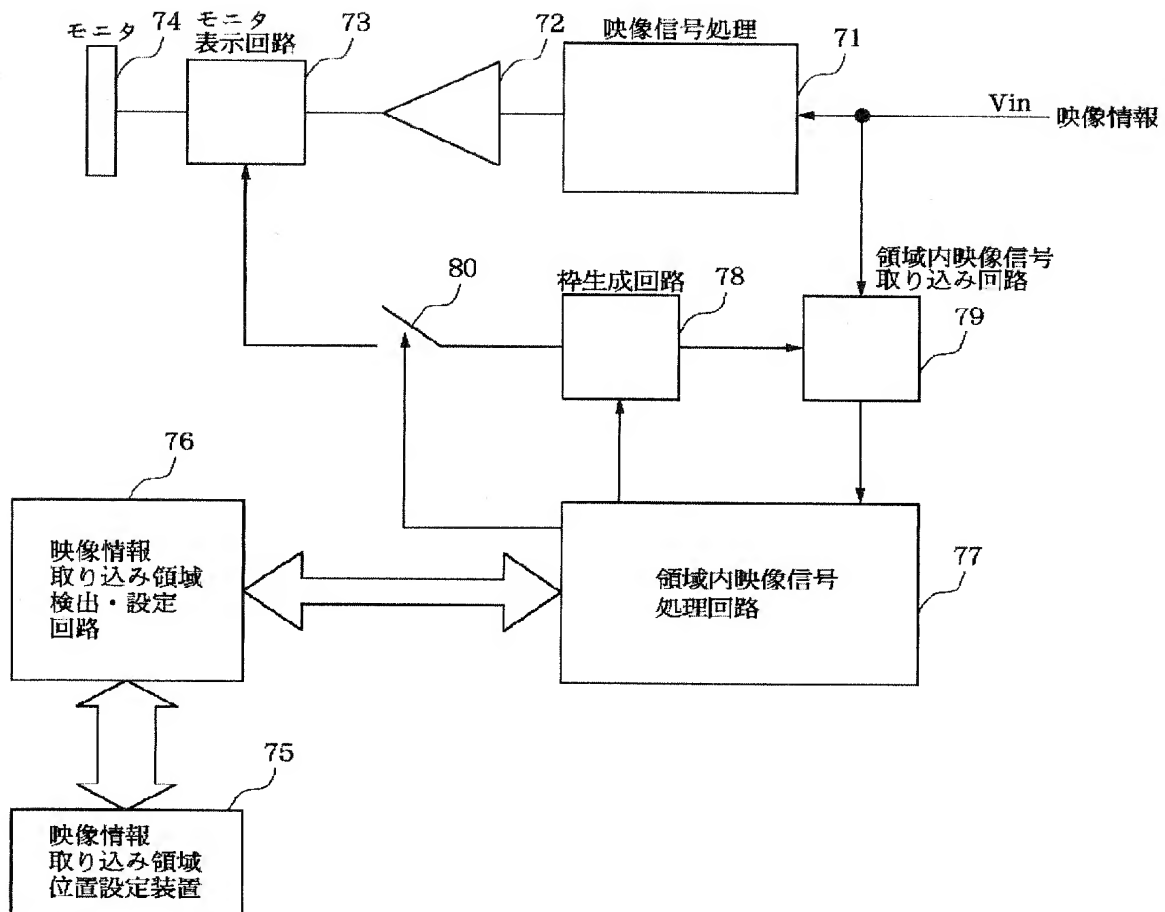 モニタ
74
モニタ
表示回路
73
72
映像信号処理
71
Vin
映像情報
領域内映像信号
取り込み回路
79
80
枠生成回路
78
76
映像情報
取り込み領域
検出・設定
回路
領域内映像信号
処理回路
77
75
映像情報
取り込み領域
位置設定装置